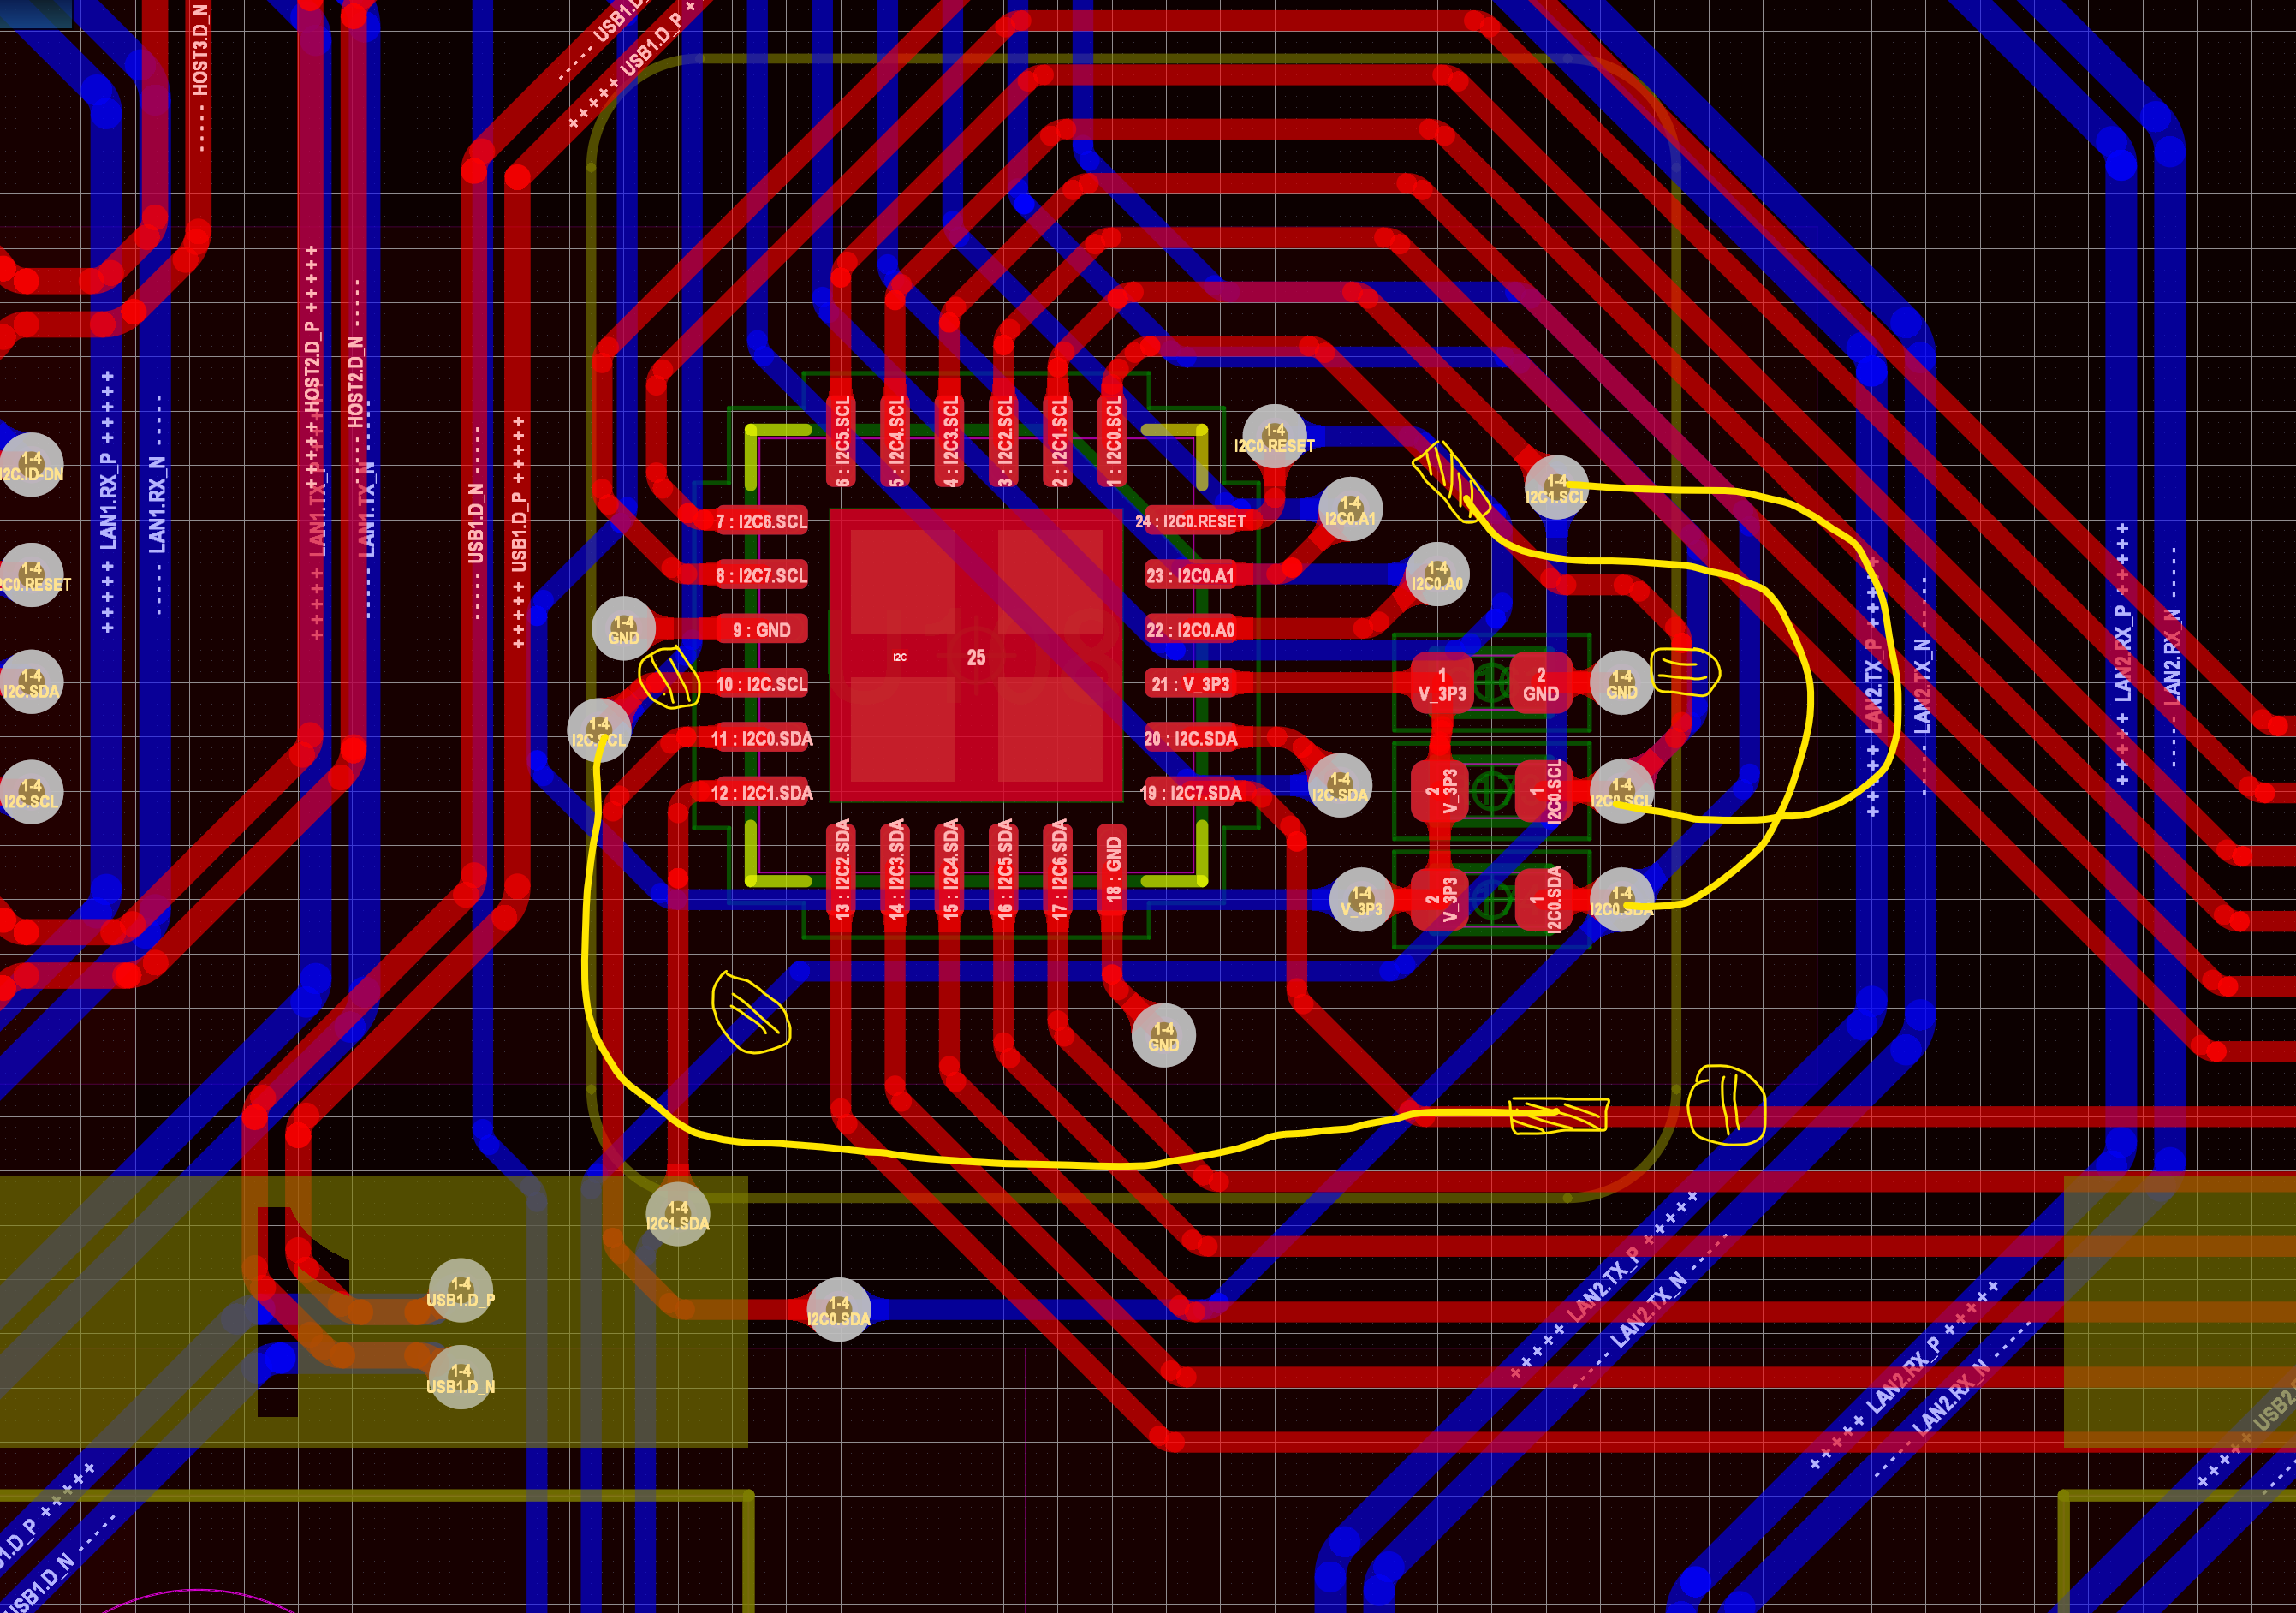 ----- HOST3.D_N
----- USB1.D_
+++++ USB1.D_P +
+++++ HOST2.D_P +++++
----- HOST2.D_N -----
+++++ LAN1.RX_P +++++
----- LAN1.RX_N -----
++++ LAN1.TX_P
LAN1.TX_N -----
----- USB1.D_N -----
++++ USB1.D_P +++++
6 : I2C5.SCL
5 : I2C4.SCL
4 : I2C3.SCL
3 : I2C2.SCL
2 : I2C1.SCL
1 : I2C0.SCL
1-4
I2C0.RESET
1-4
I2C.ID-DN
1-4
I2C1.SCL
1-4
I2C0.A1
7 : I2C6.SCL
24 : I2C0.RESET
1-4
2C0.RESET
8 : I2C7.SCL
23 : I2C0.A1
1-4
I2C0.A0
1-4
GND
9 : GND
22 : I2C0.A0
I2C
25
1-4
I2C.SDA
10 : I2C.SCL
21 : V_3P3
1
V_3P3
2
GND
1-4
GND
1-4
I2C.SCL
11 : I2C0.SDA
20 : I2C.SDA
1-4
I2C.SCL
12 : I2C1.SDA
19 : I2C7.SDA
1-4
I2C.SDA
2
V_3P3
1
I2C0.SCL
1-4
I2C0.SCL
+++++ LAN2.TX_P +++++
----- LAN2.TX_N -----
+++++ LAN2.RX_P +++++
----- LAN2.RX_N -----
13 : I2C2.SDA
14 : I2C3.SDA
15 : I2C4.SDA
16 : I2C5.SDA
17 : I2C6.SDA
18 : GND
1-4
V_3P3
2
V_3P3
1
I2C0.SDA
1-4
I2C0.SDA
1-4
GND
1-4
I2C1.SDA
1-4
USB1.D_P
1-4
I2C0.SDA
1-4
USB1.D_N
+++++ LAN2.TX_P +++++
----- LAN2.TX_N -----
+++++ LAN2.RX_P +++++
----- LAN2.RX_N -----
+++++ USB2.
1.D_P +++++
USB1.D_N -----